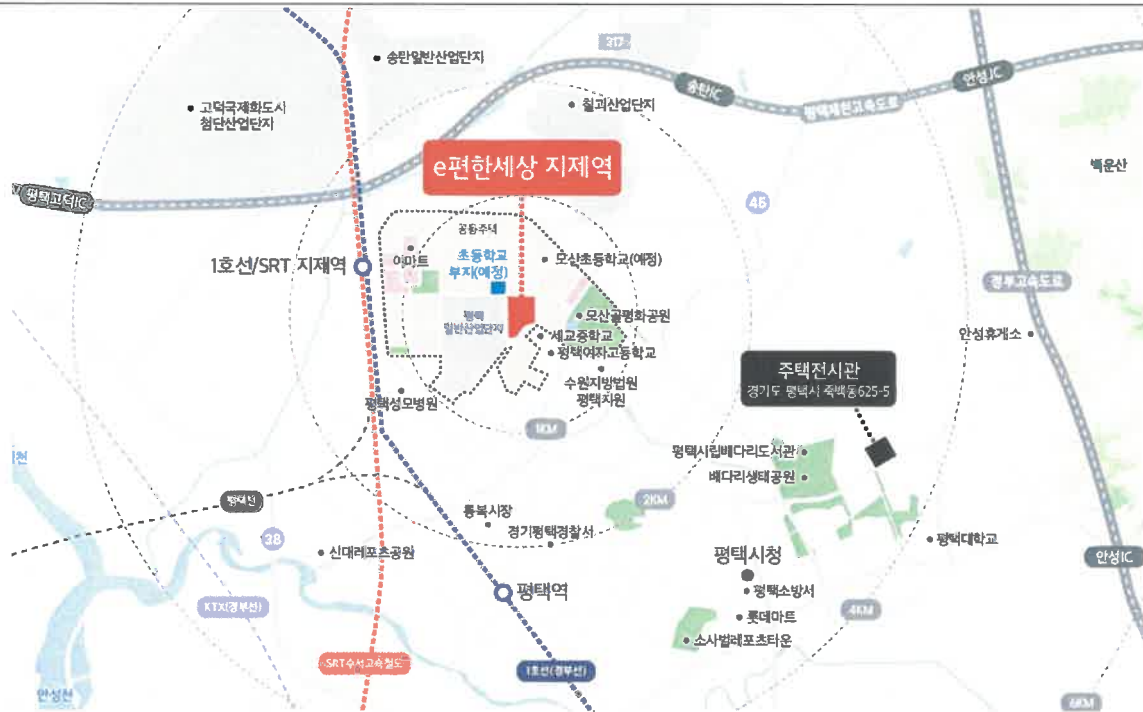 송탄일반산업단지
317
고덕국제화도시
첨단산업단지
칠괴산업단지
송탄IC
안성JC
평택제천고속도로
e편한세상 지제역
백운산
평택고덕IC
45
공동주택
이마트
초등학교
부지(예정)
모산초등학교(예정)
1호선/SRT 지제역
경부고속도로
평택
일반산업단지
모산골평화공원
세교중학교
평택여자고등학교
안성휴게소
수원지방법원
평택지원
주택전시관
경기도 평택시 죽백동625-5
평택성모병원
1KM
평택시립배다리도서관
배다리생태공원
평택선
2KM
통복시장
경기평택경찰서
38
신대레포츠공원
평택대학교
평택시청
안성IC
평택역
평택소방서
KTX(경부선)
4KM
롯데마트
소사벌레포츠타운
SRT수서고속철도
1호선(경부선)
안성천
6KM